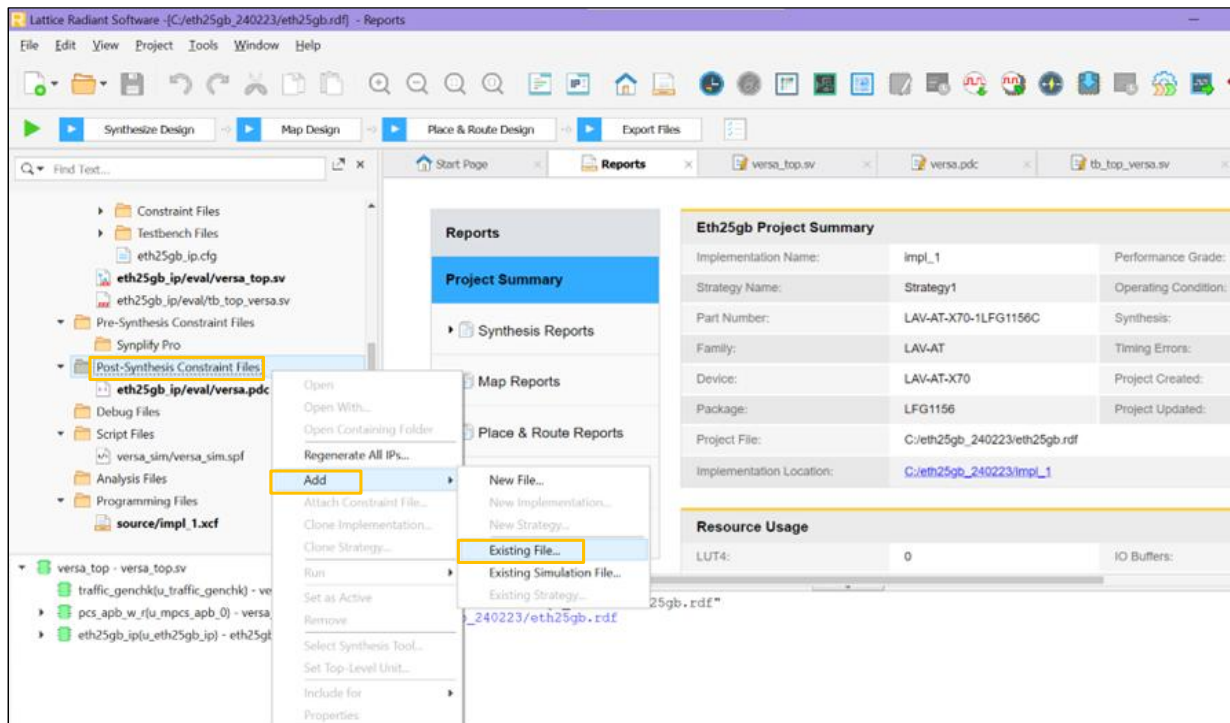 Lattice Radiant Software -[C:/eth25gb_240223/eth25gb.rdf] - Reports
File Edit View Project Tools Window Help
Synthesize Design Map Design Place & Route Design Export Files
Find Text...
Start Page Reports versa_top.sv versa.pdc tb_top_versa.sv
Constraint Files
Testbench Files
eth25gb_ip.cfg
eth25gb_ip/eval/versa_top.sv
eth25gb_ip/eval/tb_top_versa.sv
Pre-Synthesis Constraint Files
Synplify Pro
Post-Synthesis Constraint Files
eth25gb_ip/eval/versa.pdc
Debug Files
Script Files
versa_sim/versa_sim.spf
Analysis Files
Programming Files
source/impl_1.xcf
versa_top - versa_top.sv
traffic_genchk(u_traffic_genchk) - ve
pcs_apb_w_r(u_mpcs_apb_0) - versa_
eth25gb_ip(u_eth25gb_ip) - eth25gb
Open
Open With...
Open Containing Folder
Regenerate All IPs...
Add
Attach Constraint File...
Clone Implementation...
Clone Strategy...
Run
Set as Active
Remove
Select Synthesis Tool...
Set Top-Level Unit...
Include for
Properties
New File...
New Implementation...
New Strategy...
Existing File...
Existing Simulation File...
Existing Strategy...
Reports
Project Summary
Synthesis Reports
Map Reports
Place & Route Reports
Eth25gb Project Summary
Implementation Name: impl_1 Performance Grade:
Strategy Name: Strategy1 Operating Condition:
Part Number: LAV-AT-X70-1LFG1156C Synthesis:
Family: LAV-AT Timing Errors:
Device: LAV-AT-X70 Project Created:
Package: LFG1156 Project Updated:
Project File: C:/eth25gb_240223/eth25gb.rdf
Implementation Location: C:/eth25gb_240223/impl_1
Resource Usage
LUT4: 0 IO Buffers:
25gb.rdf"
_240223/eth25gb.rdf